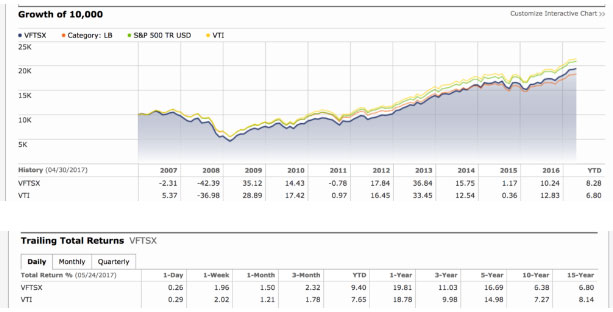 Growth of 10,000
Customize Interactive Chart >>
VFTSX Category: LB S&P 500 TR USD VTI
25K
20K
15K
10K
5K
History (04/30/2017) 2007 2008 2009 2010 2011 2012 2013 2014 2015 2016 YTD
VFTSX -2.31 -42.39 35.12 14.43 -0.78 17.84 36.84 15.75 1.17 10.24 8.28
VTI 5.37 -36.98 28.89 17.42 0.97 16.45 33.45 12.54 0.36 12.83 6.80
Trailing Total Returns VFTSX
Daily Monthly Quarterly
Total Return % (05/24/2017) 1-Day 1-Week 1-Month 3-Month YTD 1-Year 3-Year 5-Year 10-Year 15-Year
VFTSX 0.26 1.96 1.50 2.32 9.40 19.81 11.03 16.69 6.38 6.80
VTI 0.29 2.02 1.21 1.78 7.65 18.78 9.98 14.98 7.27 8.14